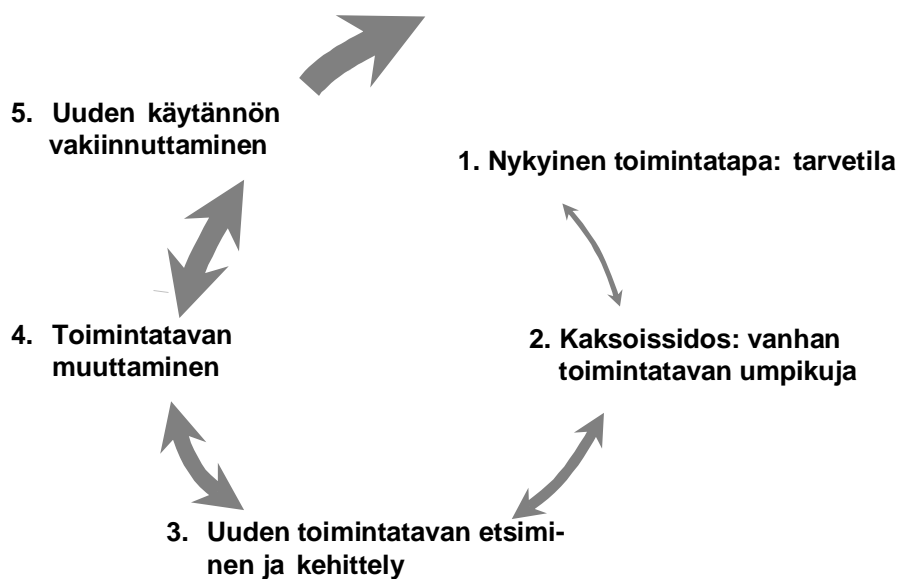 5. Uuden käytännön
vakiinnuttaminen
1. Nykyinen toimintatapa: tarvetila
4. Toimintatavan
muuttaminen
2. Kaksoissidos: vanhan
toimintatavan umpikuja
3. Uuden toimintatavan etsimi-
nen ja kehittely